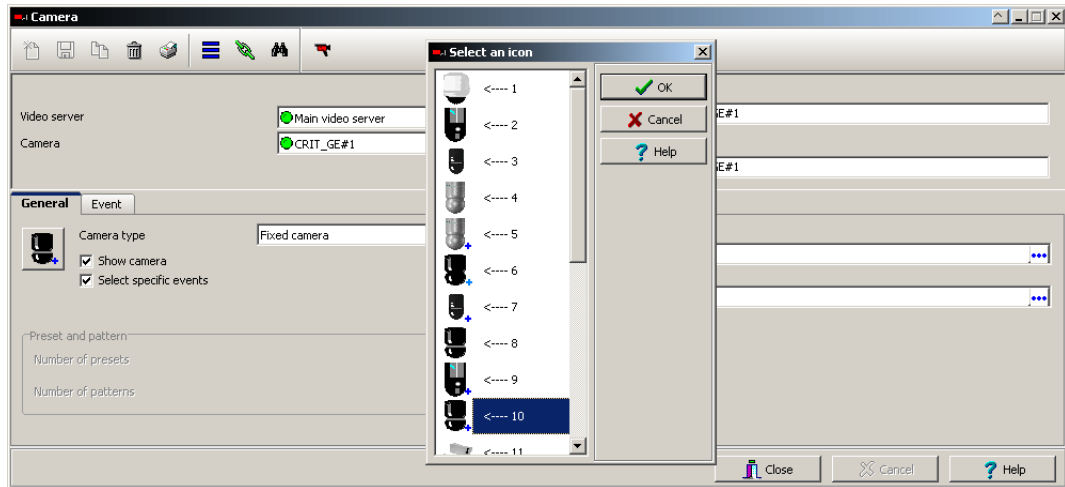 Camera
Select an icon
Video server
Main video server
Camera
CRIT_GE#1
GE#1
GE#1
General
Event
Camera type
Fixed camera
Show camera
Select specific events
Preset and pattern
Number of presets
Number of patterns
<---- 1
<---- 2
<---- 3
<---- 4
<---- 5
<---- 6
<---- 7
<---- 8
<---- 9
<---- 10
<---- 11
OK
Cancel
Help
Close
Cancel
Help